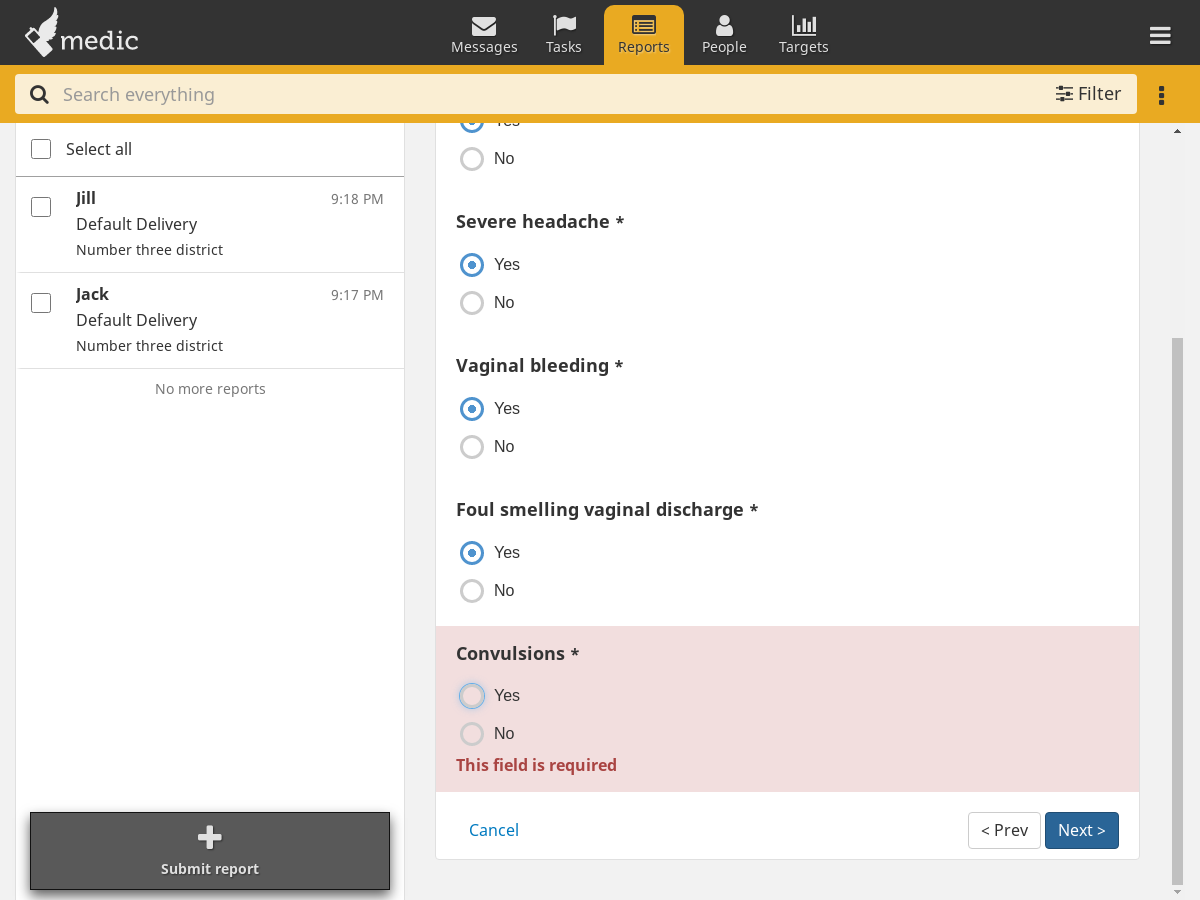 medic
Messages
Tasks
Reports
People
Targets
Search everything
Filter
Select all
Jill
9:18 PM
Default Delivery
Number three district
Jack
9:17 PM
Default Delivery
Number three district
No more reports
Submit report
Yes
No
Severe headache *
Yes
No
Vaginal bleeding *
Yes
No
Foul smelling vaginal discharge *
Yes
No
Convulsions *
Yes
No
This field is required
Cancel
< Prev
Next >